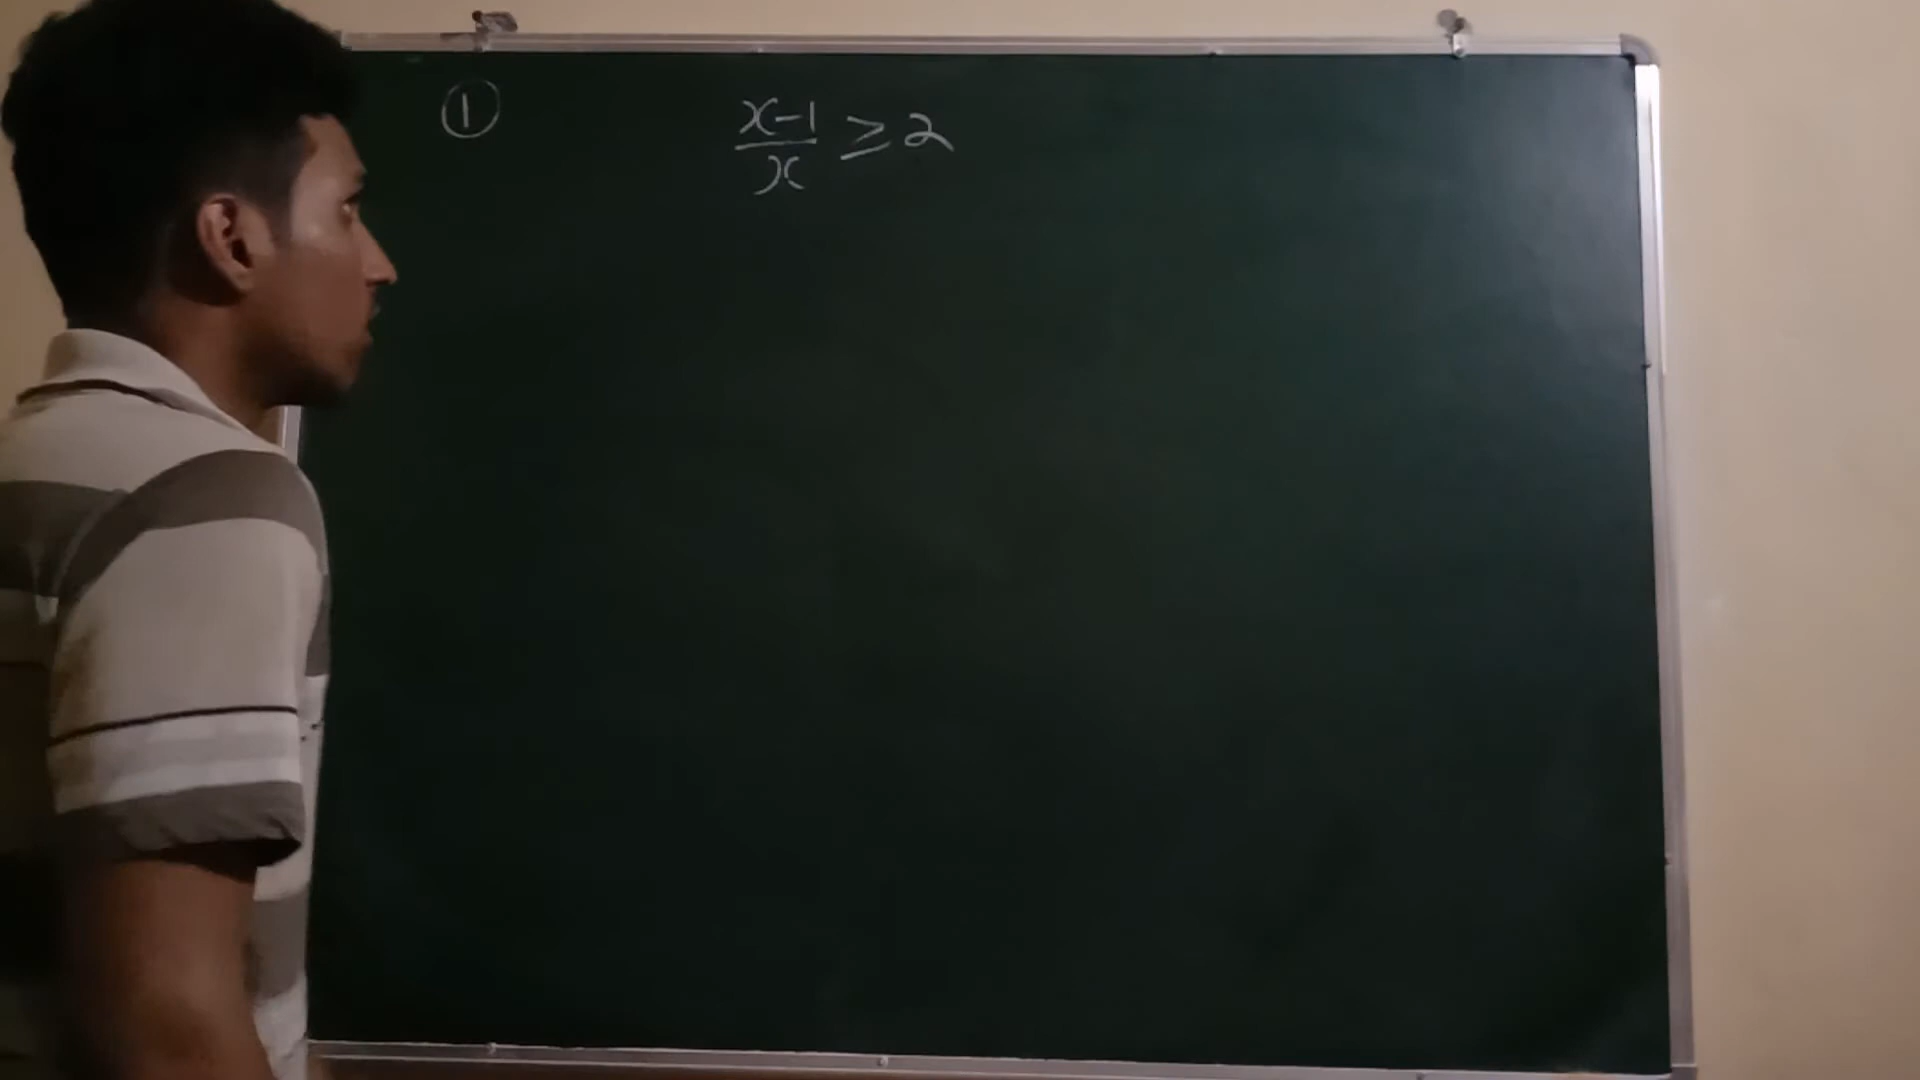 ① x-1/x ≥ 2